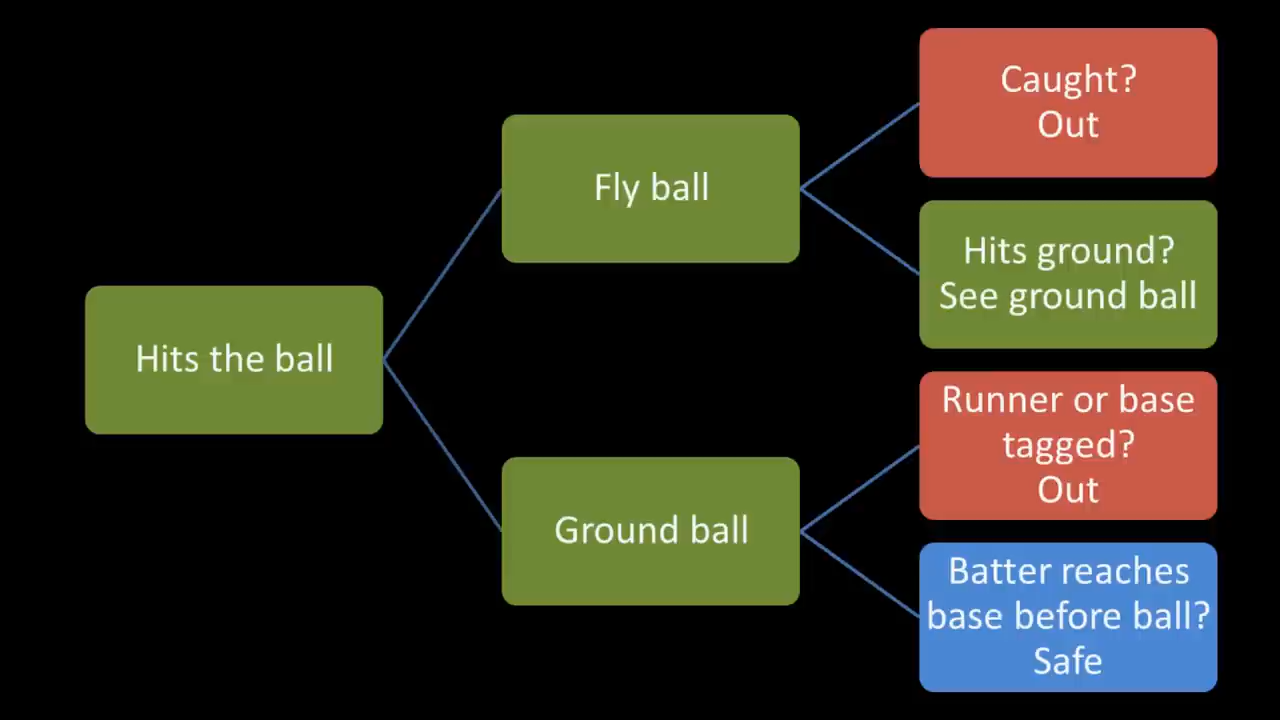 Hits the ball
Fly ball
Caught?
Out
Hits ground?
See ground ball
Ground ball
Runner or base
tagged?
Out
Batter reaches
base before ball?
Safe